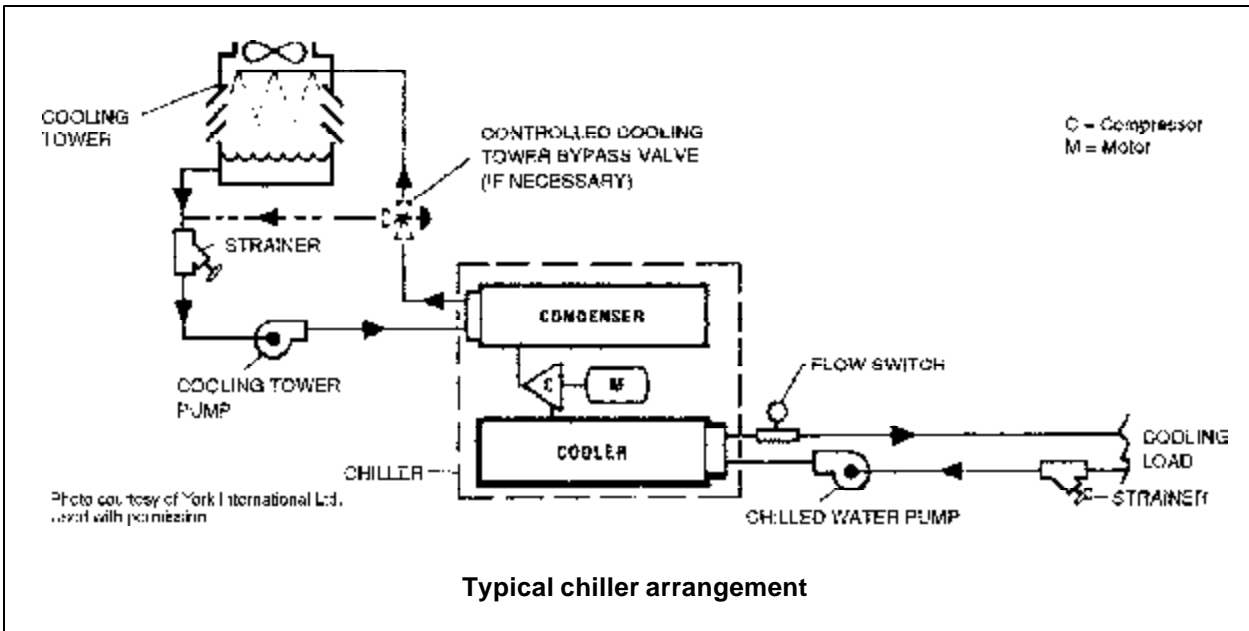 COOLING
TOWER
CONTROLLED COOLING
TOWER BYPASS VALVE
(IF NECESSARY)
C = Compressor
M = Motor
STRAINER
CONDENSER
COOLING TOWER
PUMP
C
M
FLOW SWITCH
COOLER
COOLING
LOAD
CHILLER
STRAINER
CHILLED WATER PUMP
Photo courtesy of York International Ltd.
used with permission
Typical chiller arrangement